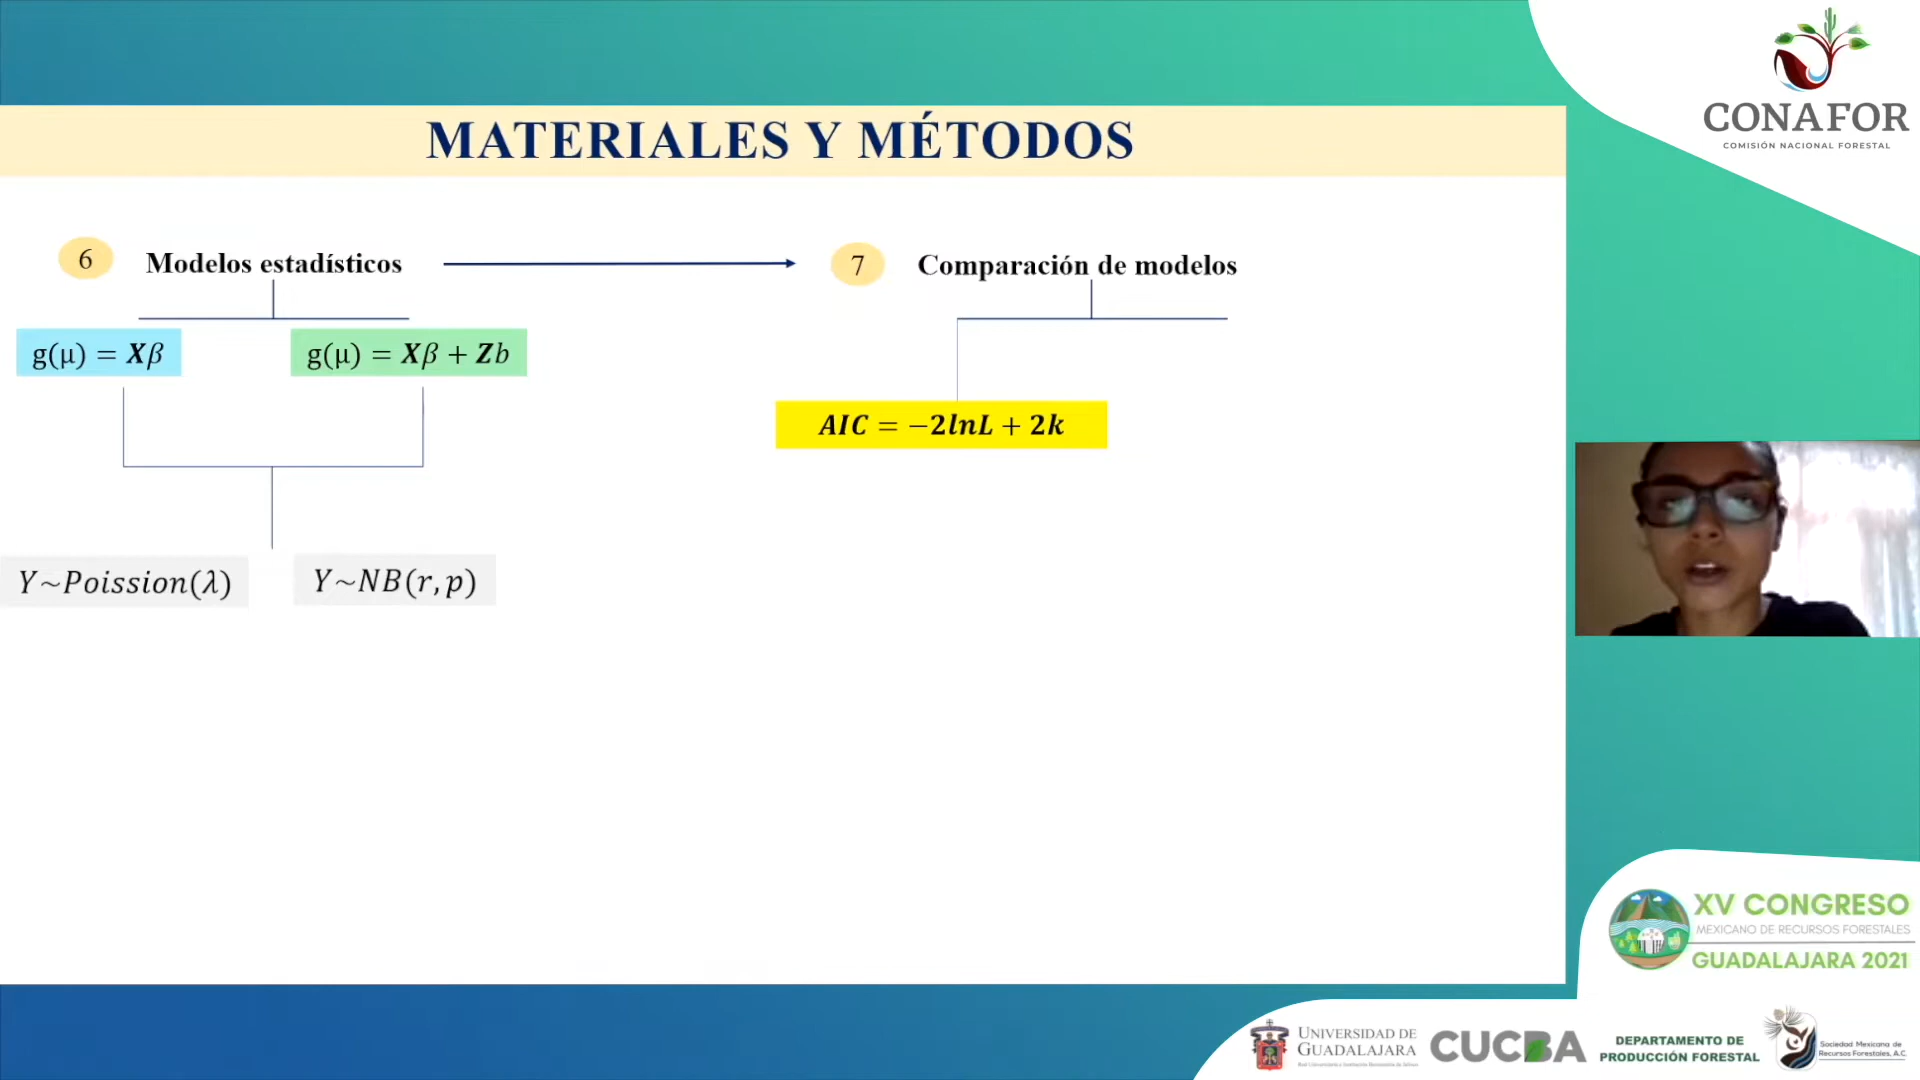 CONAFOR
COMISIÓN NACIONAL FORESTAL
MATERIALES Y MÉTODOS
6 Modelos estadísticos
g(μ) = Xβ
g(μ) = Xβ + Zb
Y~Poission(λ)
Y~NB(r, p)
7 Comparación de modelos
AIC = −2lnL + 2k
XV CONGRESO
MEXICANO DE RECURSOS FORESTALES
GUADALAJARA 2021
UNIVERSIDAD DE
GUADALAJARA
CUCBA
DEPARTAMENTO DE
PRODUCCIÓN FORESTAL
Sociedad Mexicana de
Recursos Forestales, A.C.